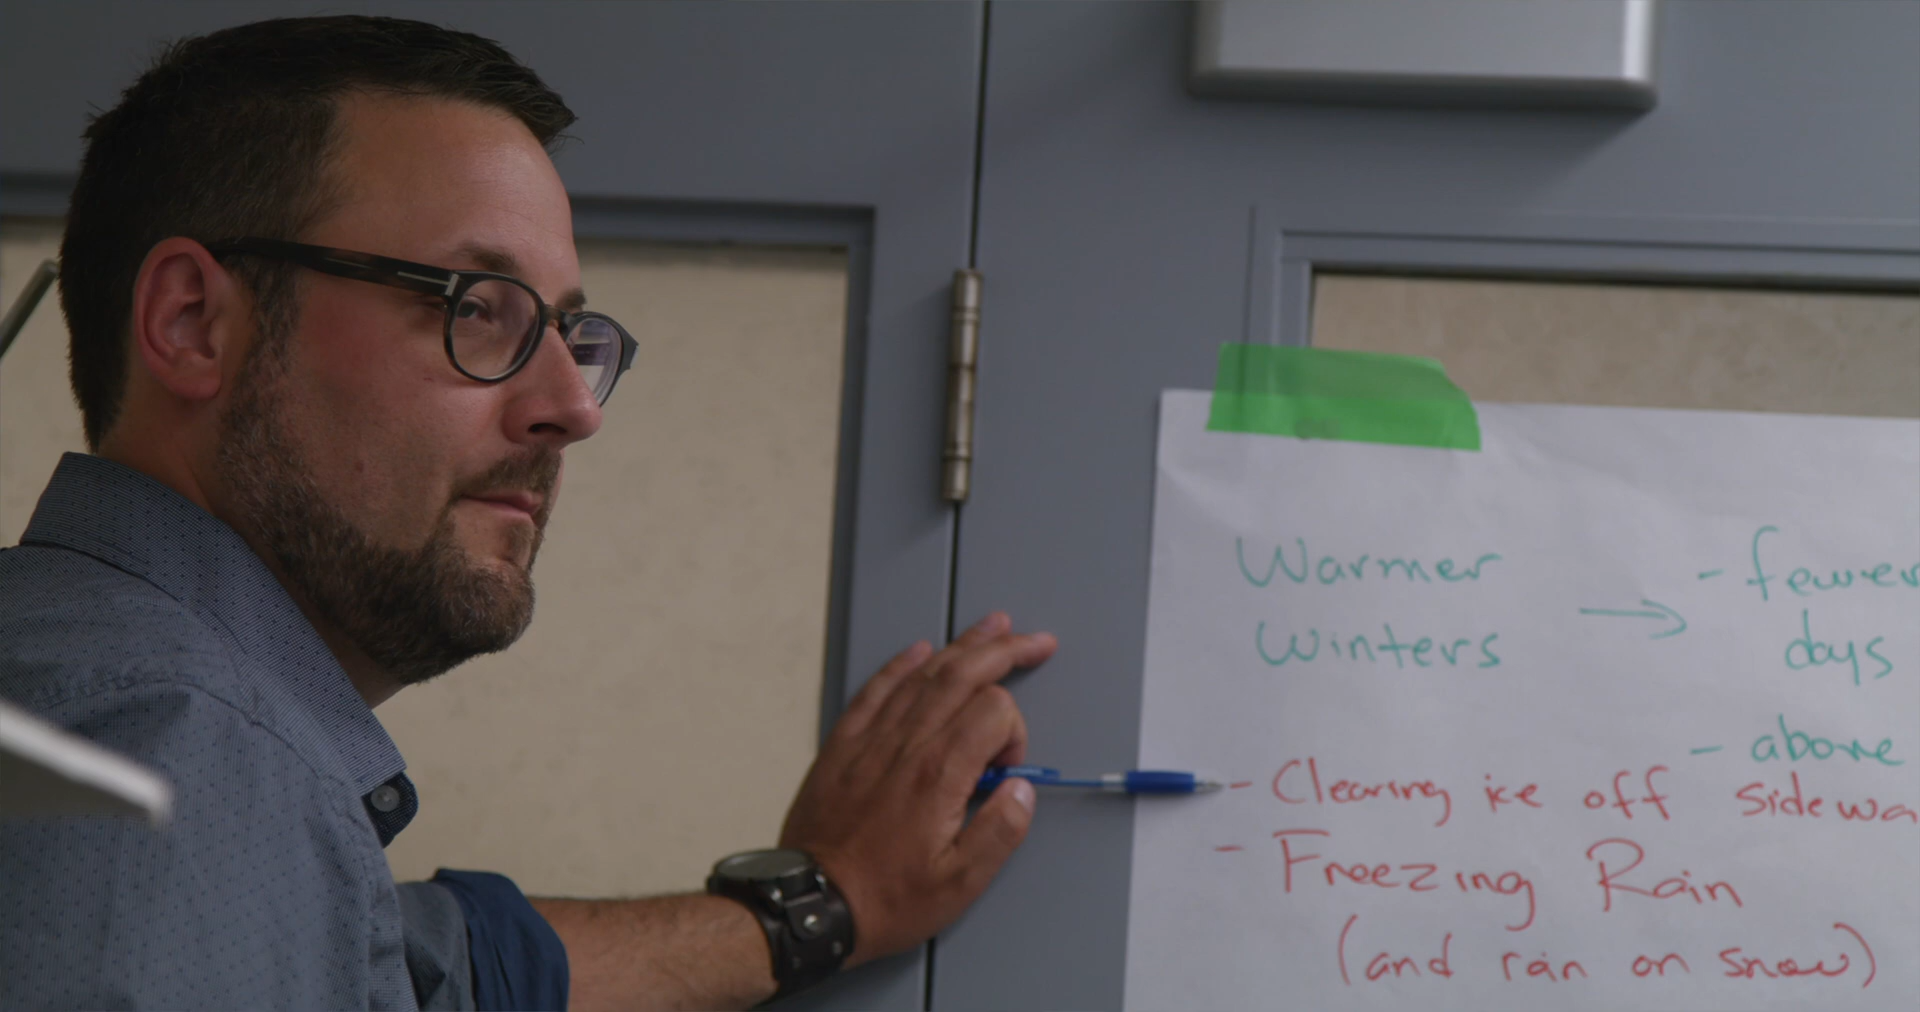 Warmer
Winters
→
- fewer
days
- above
- Clearing ice off sidewa
- Freezing Rain
(and rain on snow)